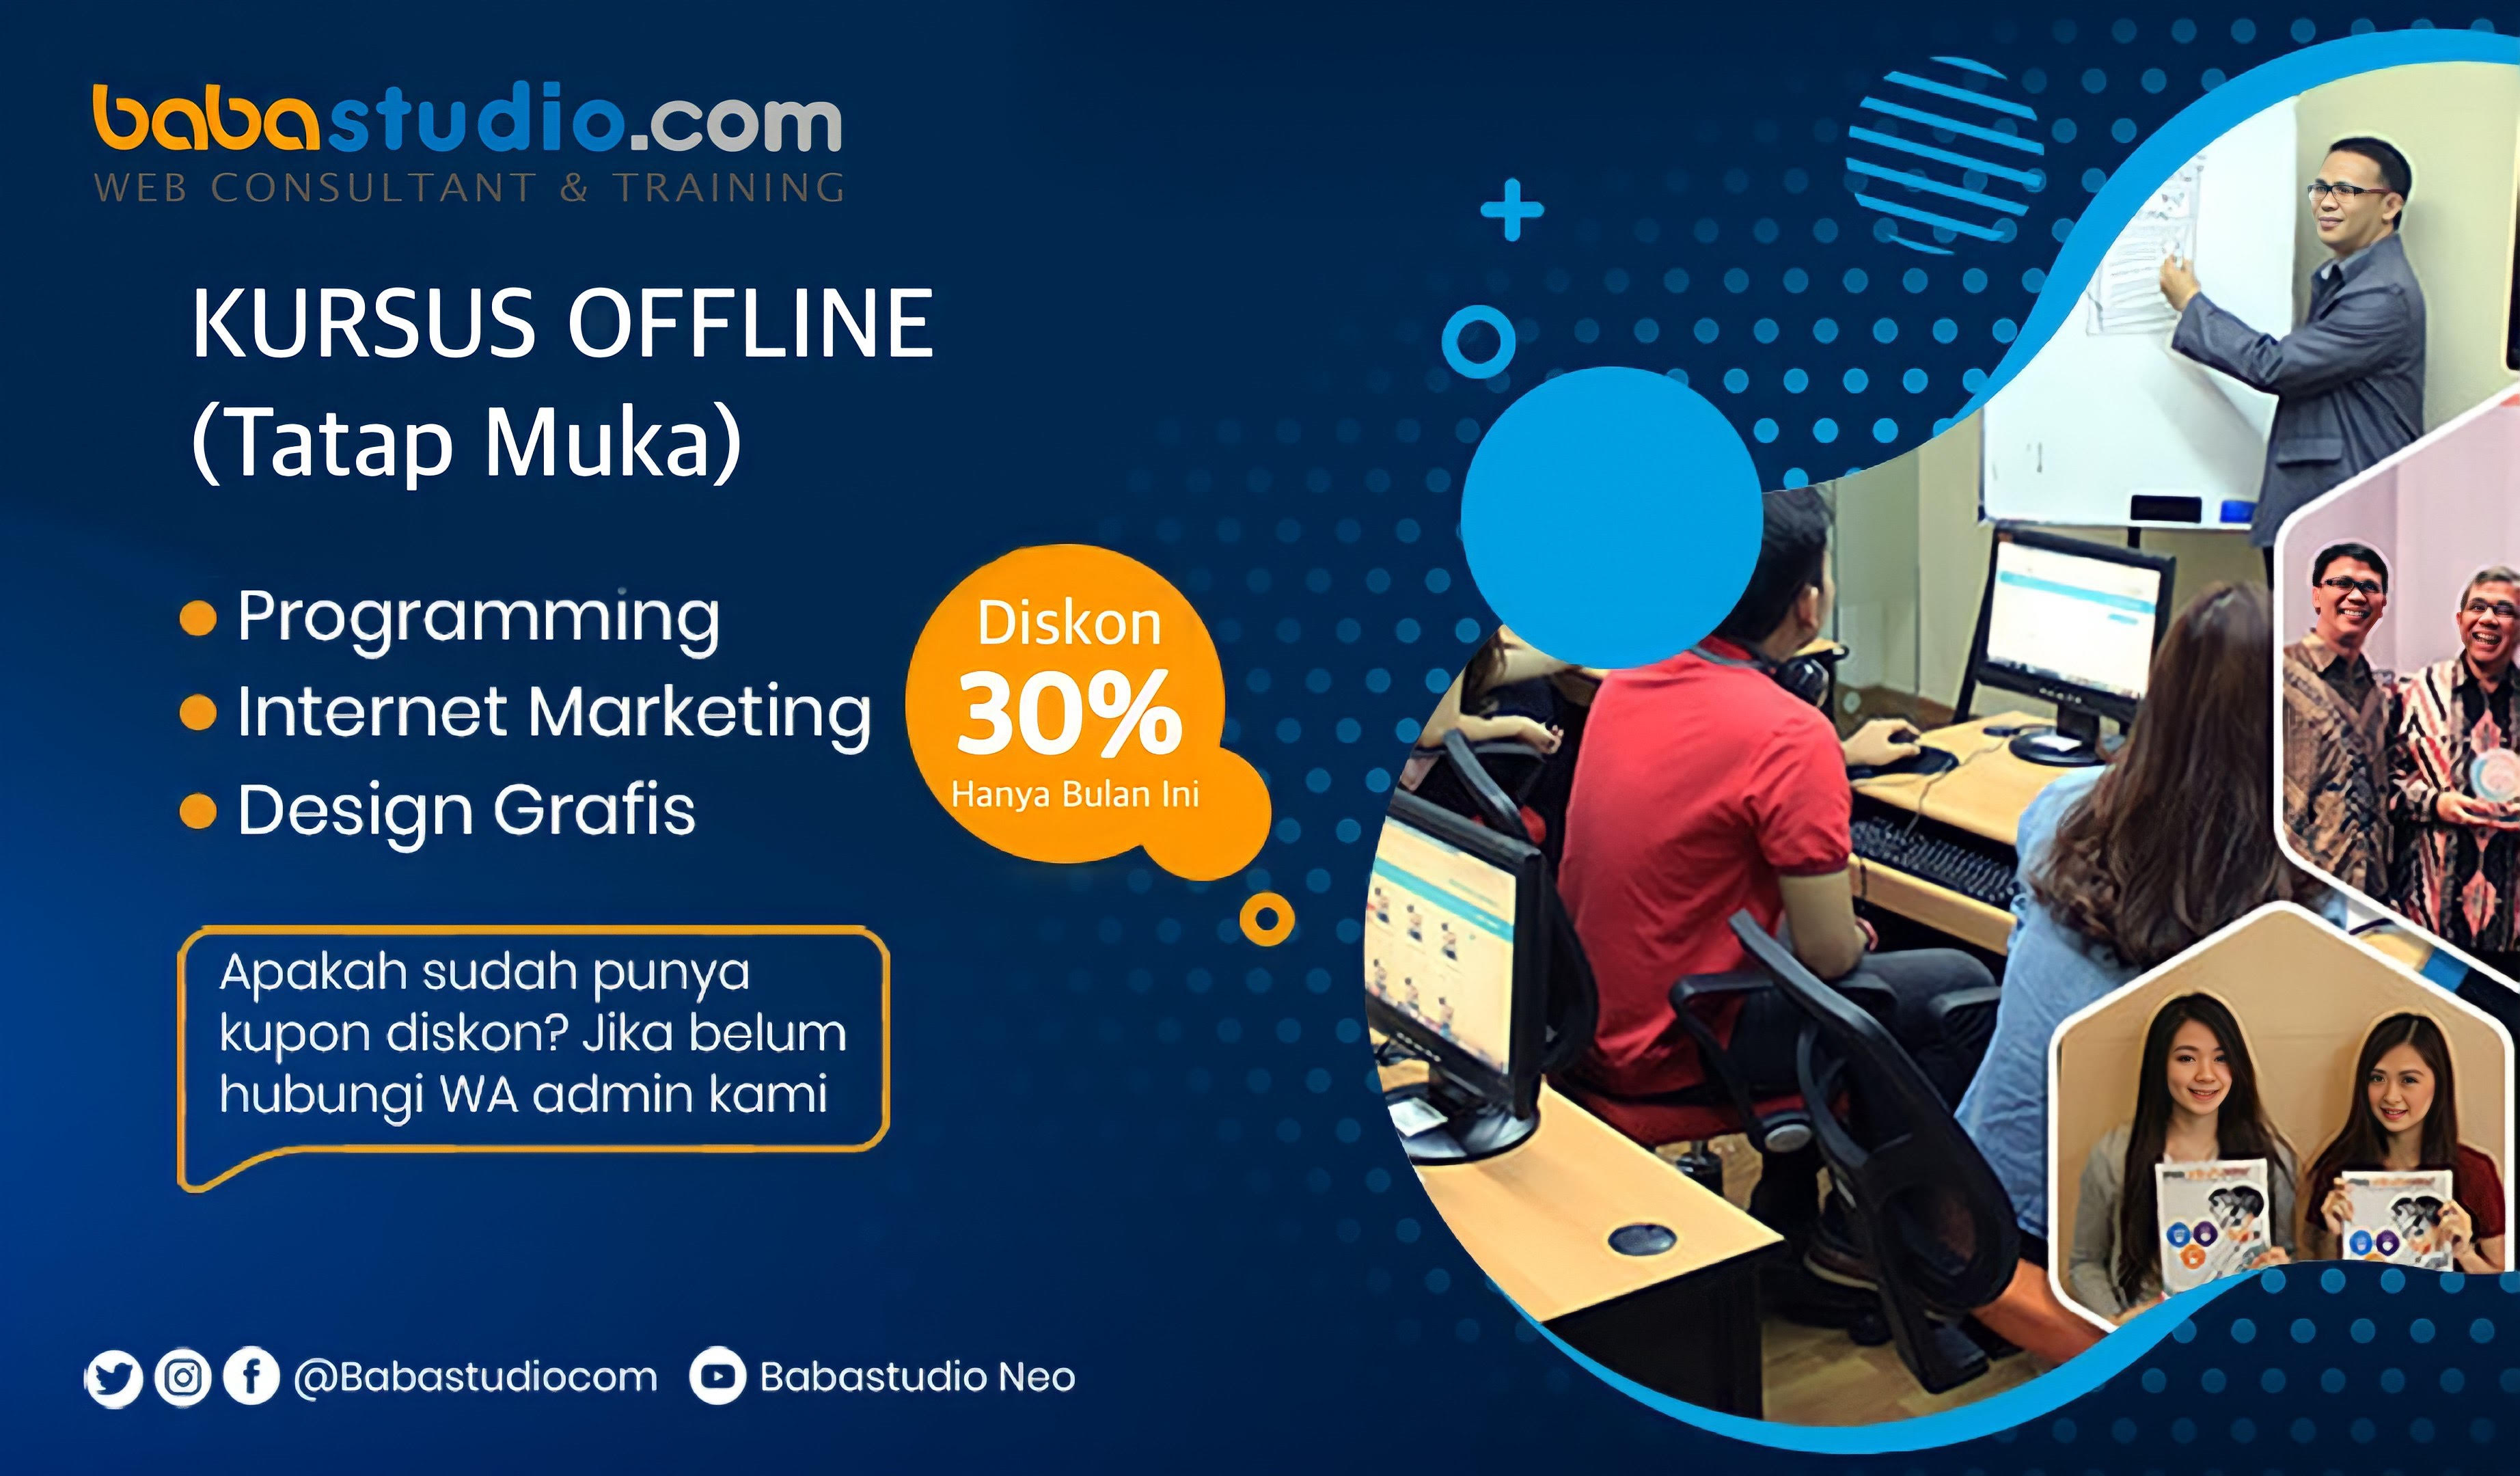 babastudio.com
WEB CONSULTANT & TRAINING
KURSUS OFFLINE
(Tatap Muka)
Programming
Internet Marketing
Design Grafis
Diskon
30%
Hanya Bulan Ini
Apakah sudah punya
kupon diskon? Jika belum
hubungi WA admin kami
@Babastudiocom
Babastudio Neo